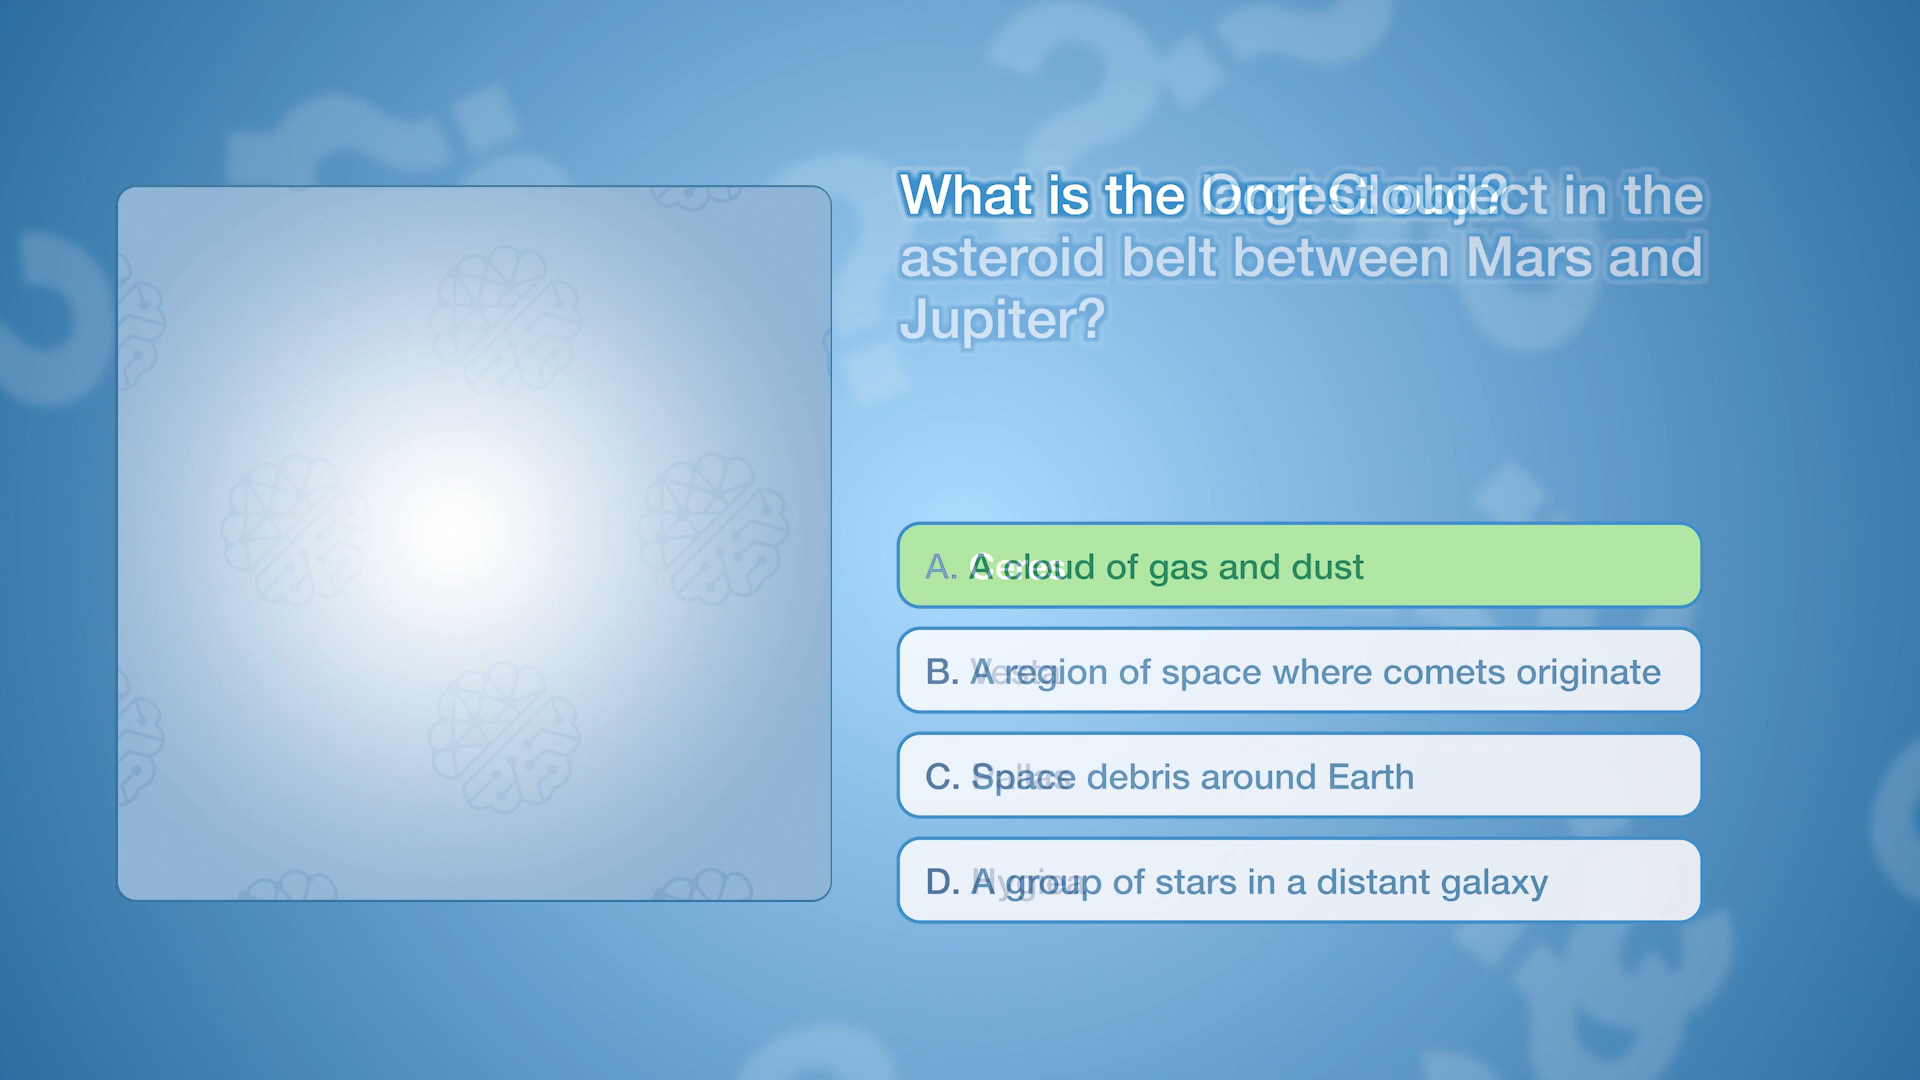 What is the Oort Cloud?
What is the largest object in the
asteroid belt between Mars and
Jupiter?
A. A cloud of gas and dust
Ceres
B. A region of space where comets originate
Vesta
C. Space debris around Earth
Pallas
D. A group of stars in a distant galaxy
Hygiea